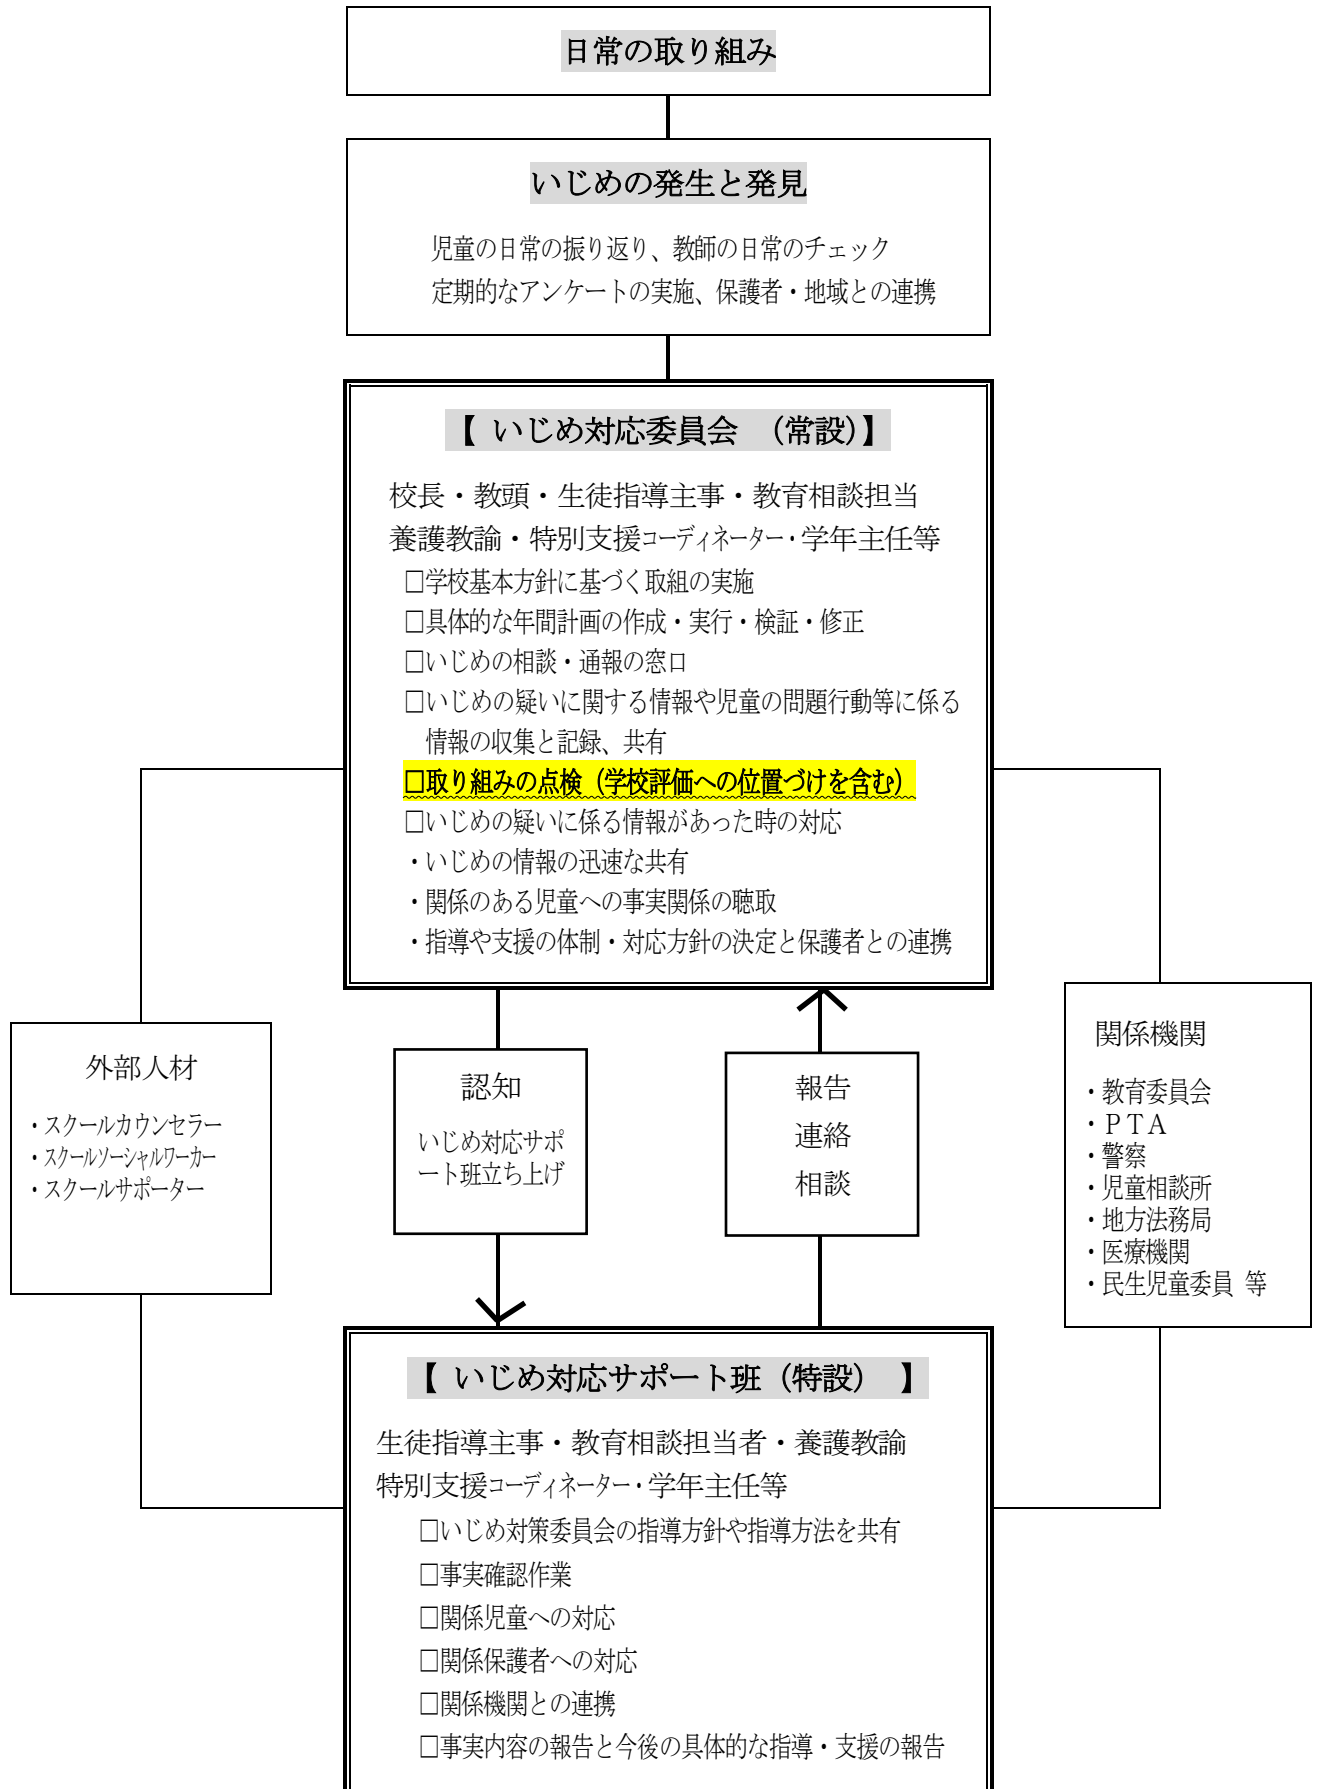 日常の取り組み
いじめの発生と発見
児童の日常の振り返り、教師の日常のチェック
定期的なアンケートの実施、保護者・地域との連携
【 いじめ対応委員会 （常設）】
校長・教頭・生徒指導主事・教育相談担当
養護教諭・特別支援コーディネーター・学年主任等
□学校基本方針に基づく取組の実施
□具体的な年間計画の作成・実行・検証・修正
□いじめの相談・通報の窓口
□いじめの疑いに関する情報や児童の問題行動等に係る
情報の収集と記録、共有
□取り組みの点検（学校評価への位置づけを含む）
□いじめの疑いに係る情報があった時の対応
・いじめの情報の迅速な共有
・関係のある児童への事実関係の聴取
・指導や支援の体制・対応方針の決定と保護者との連携
外部人材
・スクールカウンセラー
・スクールソーシャルワーカー
・スクールサポーター
認知
いじめ対応サポ
ート班立ち上げ
報告
連絡
相談
関係機関
・教育委員会
・ＰＴＡ
・警察
・児童相談所
・地方法務局
・医療機関
・民生児童委員 等
【 いじめ対応サポート班（特設） 】
生徒指導主事・教育相談担当者・養護教諭
特別支援コーディネーター・学年主任等
□いじめ対策委員会の指導方針や指導方法を共有
□事実確認作業
□関係児童への対応
□関係保護者への対応
□関係機関との連携
□事実内容の報告と今後の具体的な指導・支援の報告